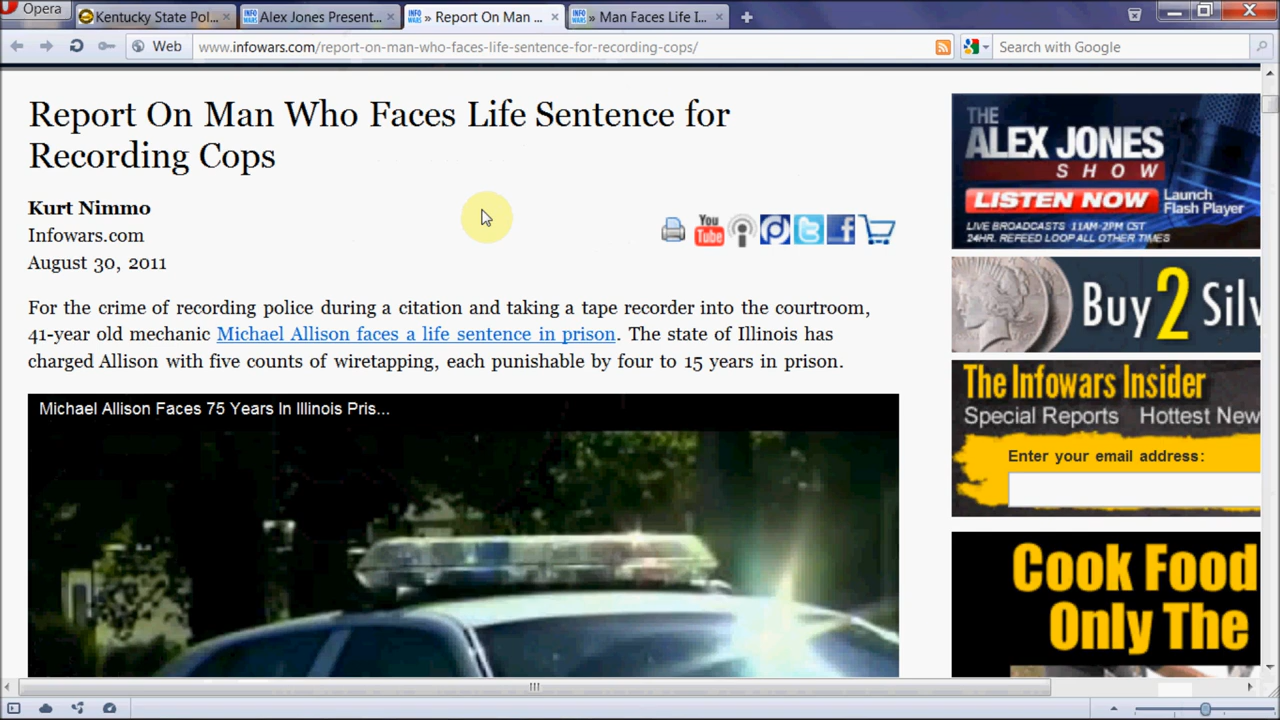 Opera
Kentucky State Pol...
Alex Jones Present...
» Report On Man ...
» Man Faces Life I...
Web
www.infowars.com/report-on-man-who-faces-life-sentence-for-recording-cops/
Search with Google
Report On Man Who Faces Life Sentence for
Recording Cops
Kurt Nimmo
Infowars.com
August 30, 2011
You
Tube
For the crime of recording police during a citation and taking a tape recorder into the courtroom,
41-year old mechanic Michael Allison faces a life sentence in prison. The state of Illinois has
charged Allison with five counts of wiretapping, each punishable by four to 15 years in prison.
Michael Allison Faces 75 Years In Illinois Pris...
THE
ALEX JONES
SHOW
LISTEN NOW
Launch
Flash Player
LIVE BROADCASTS 11AM-2PM CST
24HR. REFEED LOOP ALL OTHER TIMES
Buy 2 Silv
The Infowars Insider
Special Reports Hottest New
Enter your email address:
Cook Food
Only The